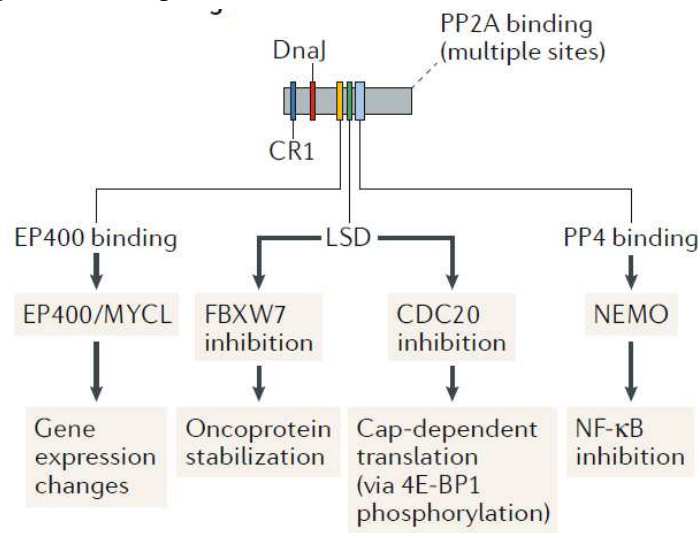 PP2A binding
(multiple sites)
DnaJ
CR1
EP400 binding
LSD
PP4 binding
EP400/MYCL
FBXW7
inhibition
CDC20
inhibition
NEMO
Gene
expression
changes
Oncoprotein
stabilization
Cap-dependent
translation
(via 4E-BP1
phosphorylation)
NF-κB
inhibition